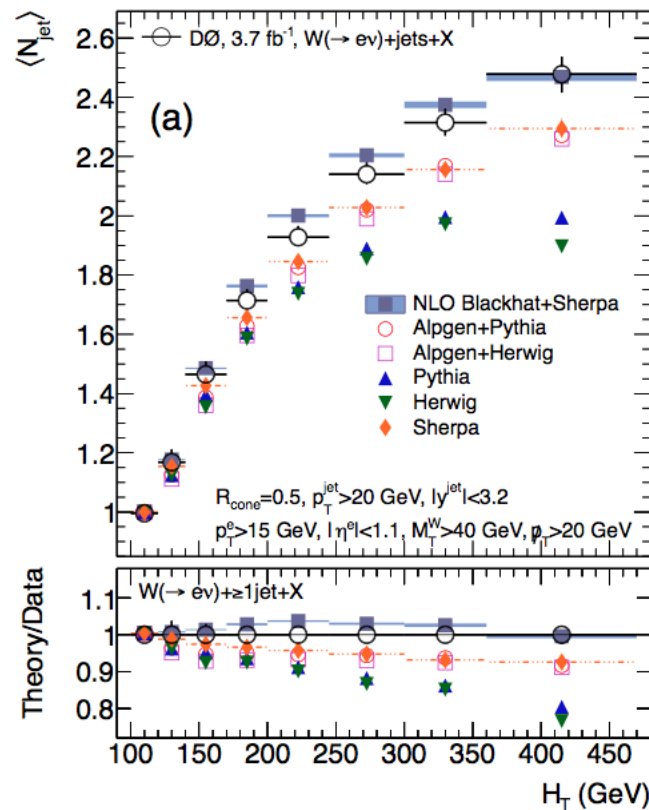 ⟨N_jet⟩
DØ, 3.7 fb⁻¹, W(→ eν)+jets+X
(a)
2.6
2.4
2.2
2
1.8
1.6
1.4
1.2
1
NLO Blackhat+Sherpa
Alpgen+Pythia
Alpgen+Herwig
Pythia
Herwig
Sherpa
R_cone=0.5, p_T^jet>20 GeV, |y^jet|<3.2
p_T^e>15 GeV, |η^e|<1.1, M_T^W>40 GeV, p̸_T>20 GeV
Theory/Data
W(→ eν)+≥1jet+X
1.1
1
0.9
0.8
100 150 200 250 300 350 400 450
H_T (GeV)